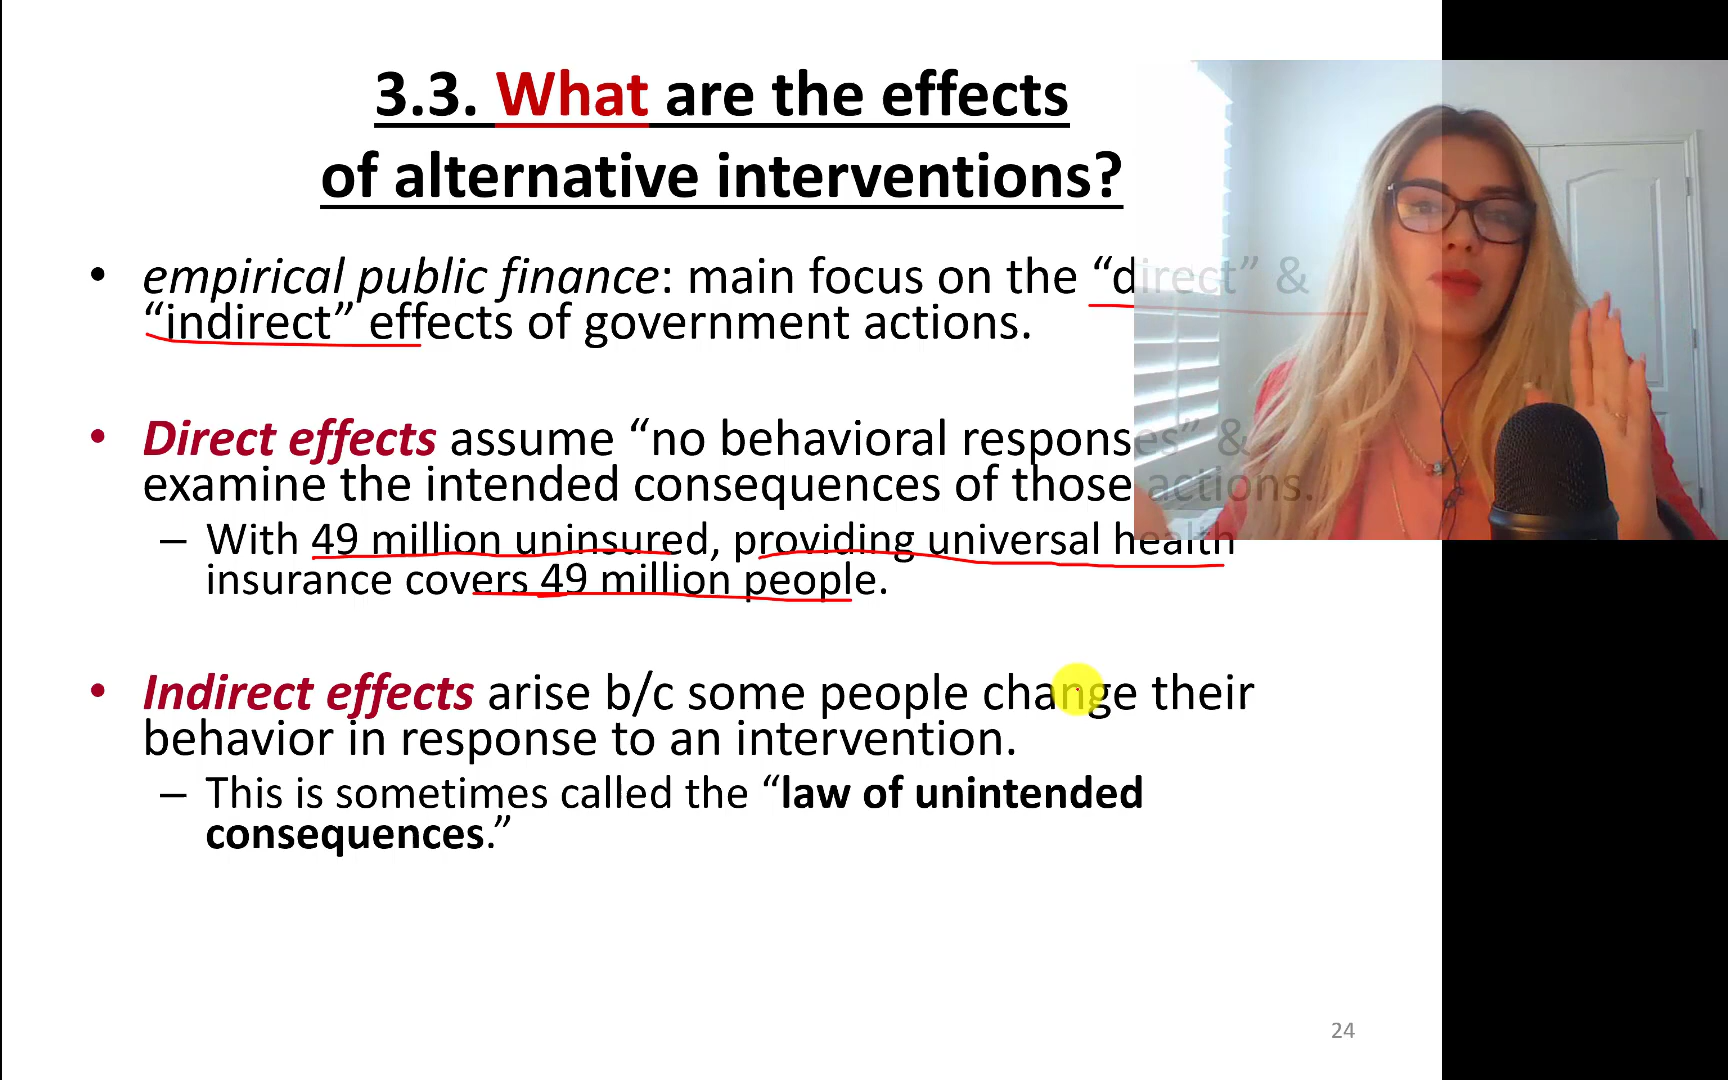 3.3. What are the effects
of alternative interventions?
• empirical public finance: main focus on the “direct” &
“indirect” effects of government actions.
• Direct effects assume “no behavioral responses” &
examine the intended consequences of those actions.
– With 49 million uninsured, providing universal health
insurance covers 49 million people.
• Indirect effects arise b/c some people change their
behavior in response to an intervention.
– This is sometimes called the “law of unintended
consequences.”
24